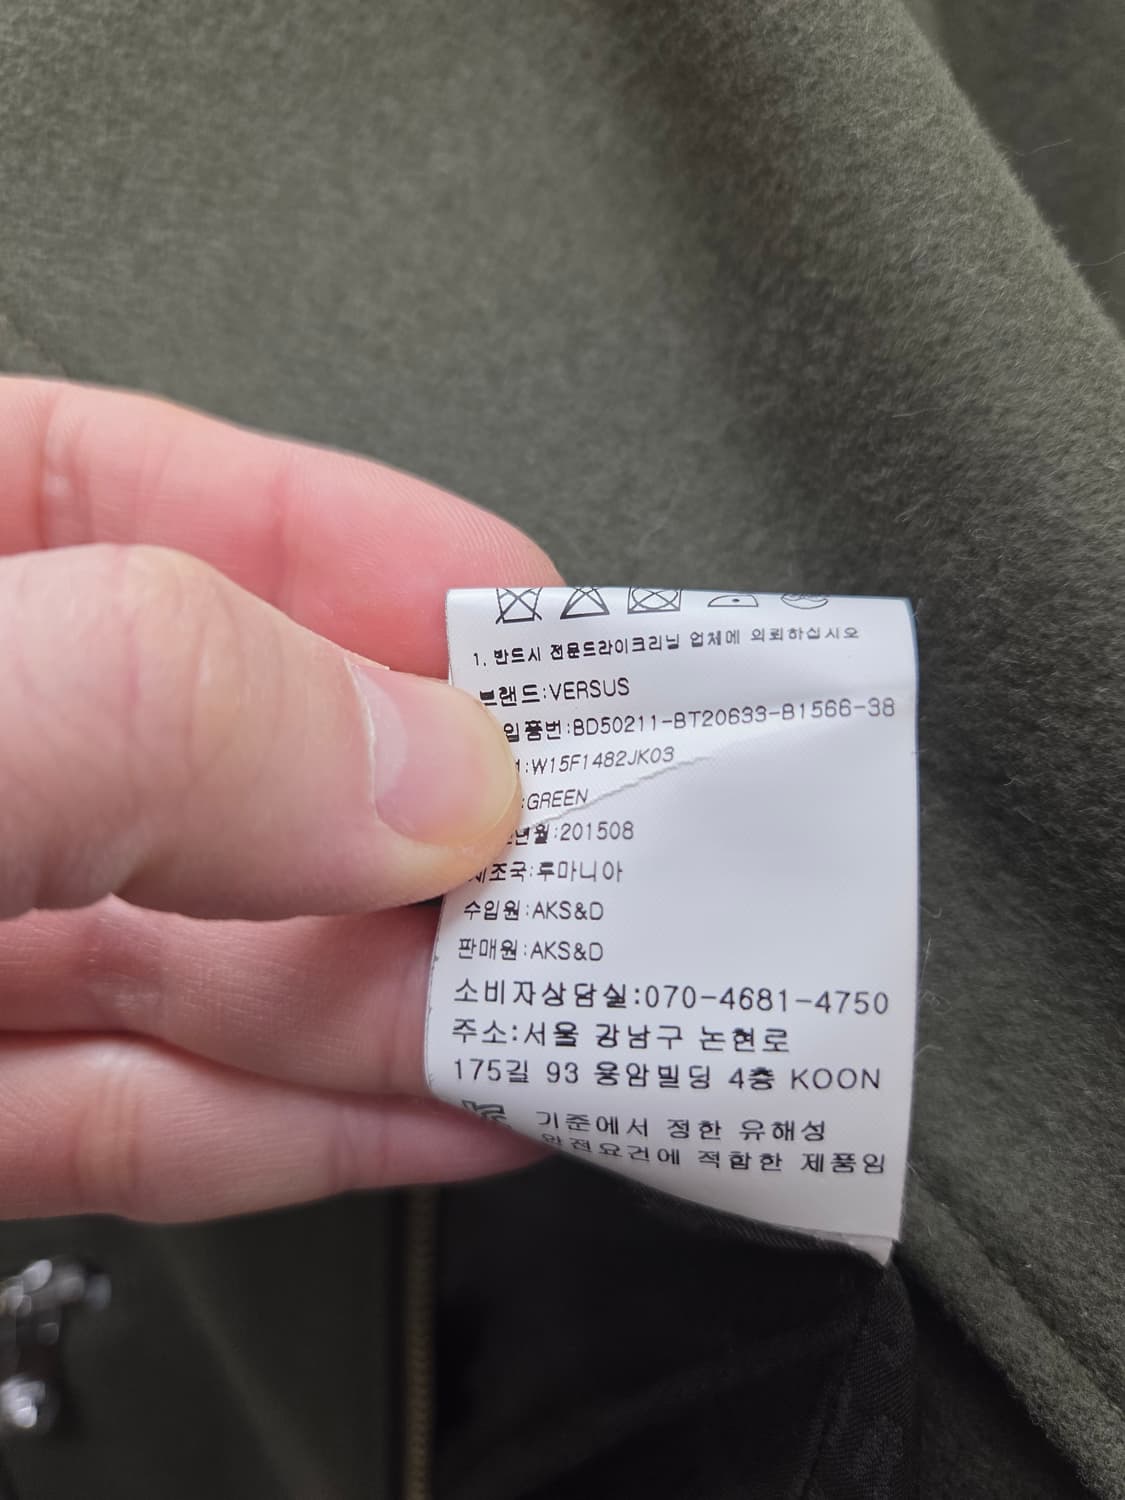 1. 반드시 전문드라이크리닝 업체에 의뢰하십시오
브랜드:VERSUS
입품번:BD50211-BT20633-B1566-38
:W15F1482JK03
:GREEN
년월:201508
제조국:루마니아
수입원:AKS&D
판매원:AKS&D
소비자상담실:070-4681-4750
주소:서울 강남구 논현로
175길 93 웅암빌딩 4층 KOON
기준에서 정한 유해성
안전요건에 적합한 제품임